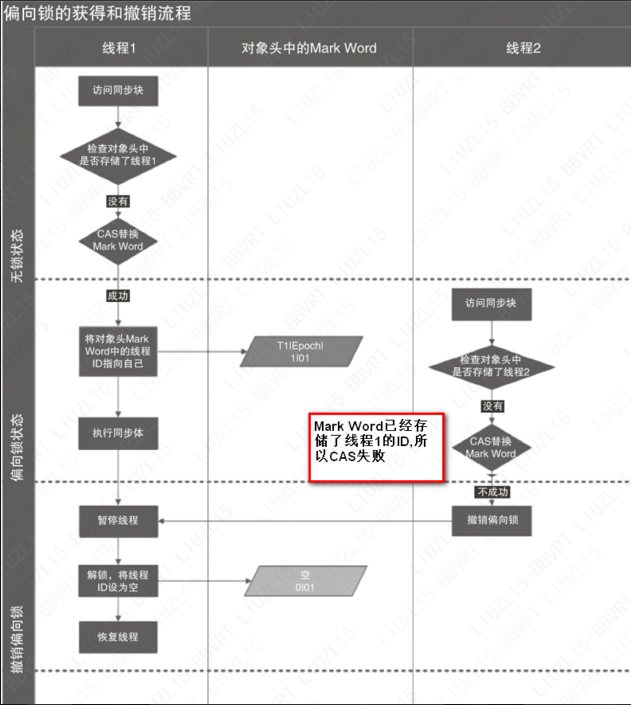 偏向锁的获得和撤销流程
线程1
对象头中的Mark Word
线程2
无锁状态
访问同步块
检查对象头中
是否存储了线程1
没有
CAS替换
Mark Word
偏向锁状态
成功
将对象头Mark
Word中的线程
ID指向自己
T1|Epoch|
1|01
执行同步体
访问同步块
检查对象头中
是否存储了线程2
没有
CAS替换
Mark Word
Mark Word已经存
储了线程1的ID,所
以CAS失败
不成功
撤销偏向锁
撤销偏向锁
暂停线程
解锁，将线程
ID设为空
空
0|01
恢复线程
LIUZL15-BBVRT